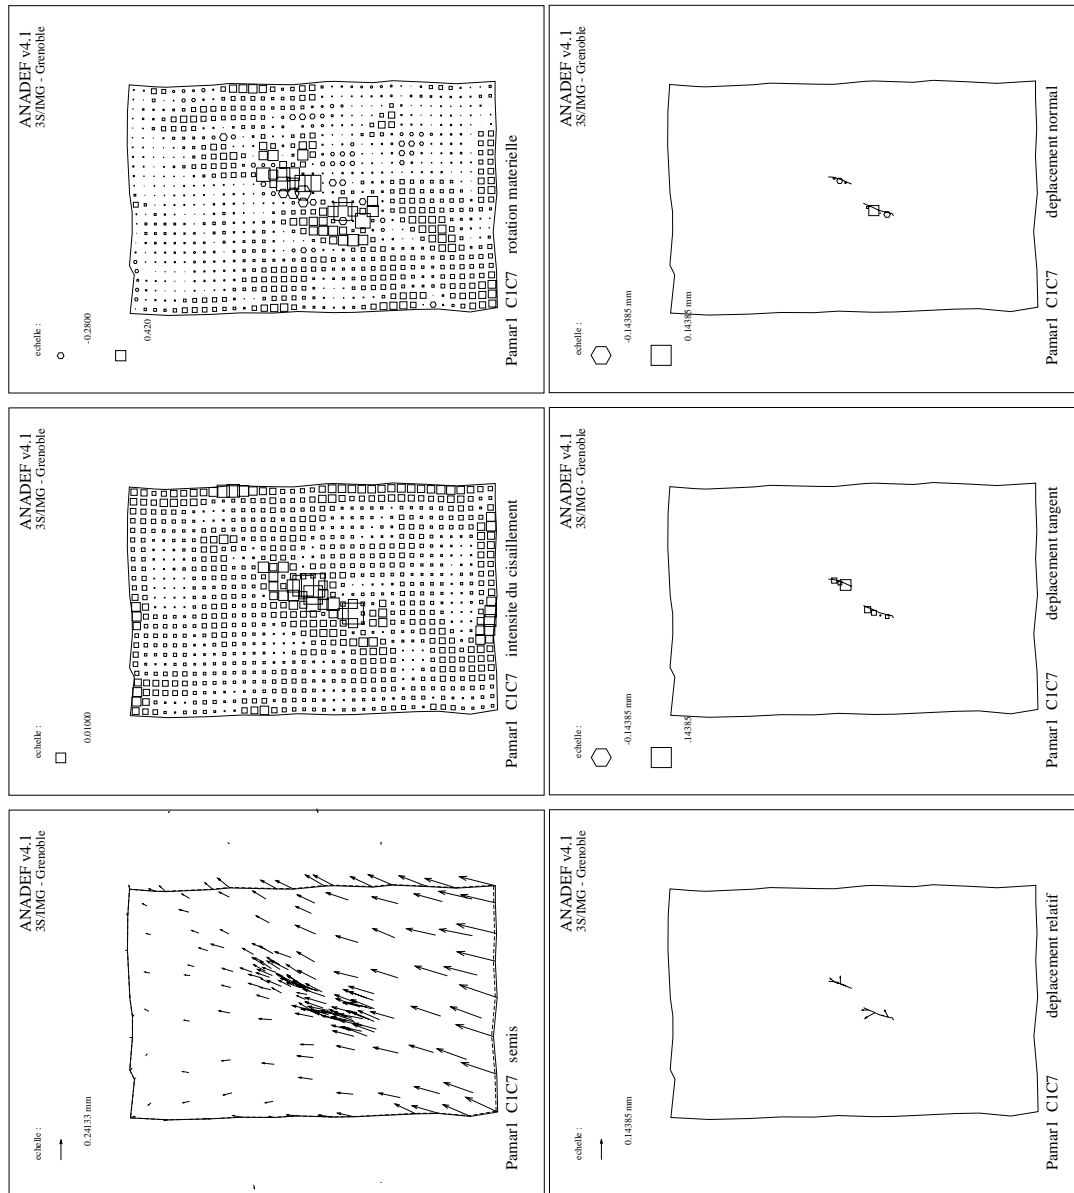 ANADEF v4.1
3S/IMG - Grenoble
echelle :
-0.2800
0.420
Pamar1 C1C7 rotation materielle
ANADEF v4.1
3S/IMG - Grenoble
echelle :
-0.14385 mm
0.14385 mm
Pamar1 C1C7 deplacement normal
ANADEF v4.1
3S/IMG - Grenoble
echelle :
0.01000
Pamar1 C1C7 intensite du cisaillement
ANADEF v4.1
3S/IMG - Grenoble
echelle :
-0.14385 mm
.14385
Pamar1 C1C7 deplacement tangent
ANADEF v4.1
3S/IMG - Grenoble
echelle :
0.24133 mm
Pamar1 C1C7 semis
ANADEF v4.1
3S/IMG - Grenoble
echelle :
0.14385 mm
Pamar1 C1C7 deplacement relatif